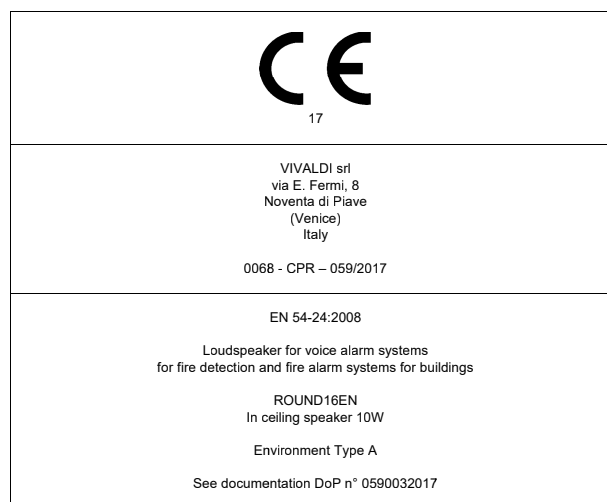 CE
17
VIVALDI srl
via E. Fermi, 8
Noventa di Piave
(Venice)
Italy
0068 - CPR – 059/2017
EN 54-24:2008
Loudspeaker for voice alarm systems
for fire detection and fire alarm systems for buildings
ROUND16EN
In ceiling speaker 10W
Environment Type A
See documentation DoP n° 0590032017